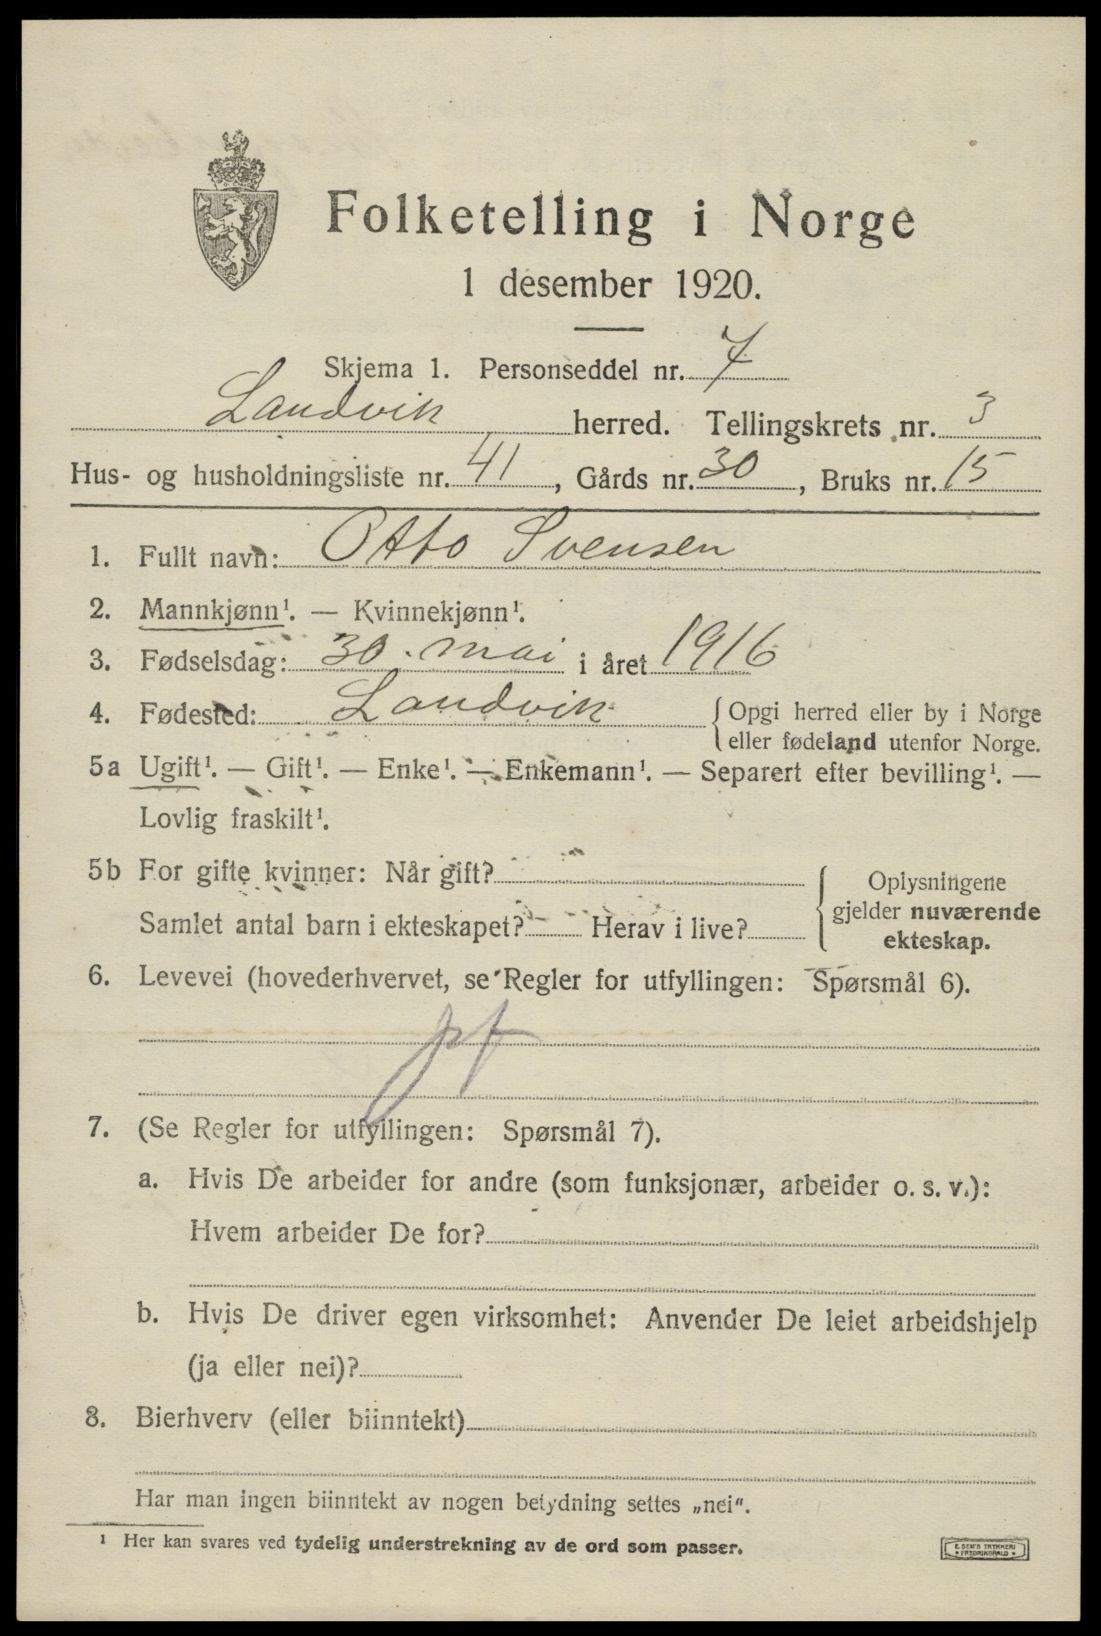 Folketelling i Norge
1 desember 1920.
Skjema 1. Personseddel nr. 7
Landvik herred. Tellingskrets nr. 3
Hus- og husholdningsliste nr. 41, Gårds nr. 30, Bruks nr. 15
1. Fullt navn: Otto Svensen
2. Mannkjønn¹. — Kvinnekjønn¹.
3. Fødselsdag: 30. mai i året 1916
4. Fødested: Landvik { Opgi herred eller by i Norge
eller fødeland utenfor Norge.
5a Ugift¹. — Gift¹. — Enke¹. — Enkemann¹. — Separert efter bevilling¹. —
Lovlig fraskilt¹.
5b For gifte kvinner: Når gift?
Samlet antal barn i ekteskapet? Herav i live?
{ Oplysningene
gjelder nuværende
ekteskap.
6. Levevei (hovederhvervet, se Regler for utfyllingen: Spørsmål 6).
7. (Se Regler for utfyllingen: Spørsmål 7).
a. Hvis De arbeider for andre (som funksjonær, arbeider o. s. v.):
Hvem arbeider De for?
b. Hvis De driver egen virksomhet: Anvender De leiet arbeidshjelp
(ja eller nei)?
8. Bierhverv (eller biinntekt)
Har man ingen biinntekt av nogen betydning settes „nei“.
¹ Her kan svares ved tydelig understrekning av de ord som passer.